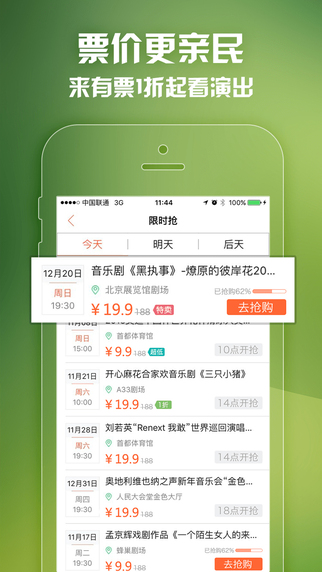 票价更亲民
来有票1折起看演出
中国联通 3G 11:44 100%
限时抢
今天 明天 后天
12月20日
周日
19:30
音乐剧《黑执事》-燎原的彼岸花20...
北京展览馆剧场
¥19.9 188 特卖
已抢购62%
去抢购
11月08日
周日
15:00
首都体育馆
¥9.9 188 超低
10点开抢
11月21日
周六
10:00
开心麻花合家欢音乐剧《三只小猪》
A33剧场
¥19.9 188 1折
14点开抢
11月28日
周六
19:30
刘若英“Renext 我敢”世界巡回演唱...
首都体育馆
¥19.9 188
14点开抢
12月31日
周四
19:30
奥地利维也纳之声新年音乐会“金色...
人民大会堂金色大厅
¥19.9 188
18点开抢
11月17日
周二
19:30
孟京辉戏剧作品《一个陌生女人的来...
蜂巢剧场
¥9.9 188
已抢购62%
去抢购